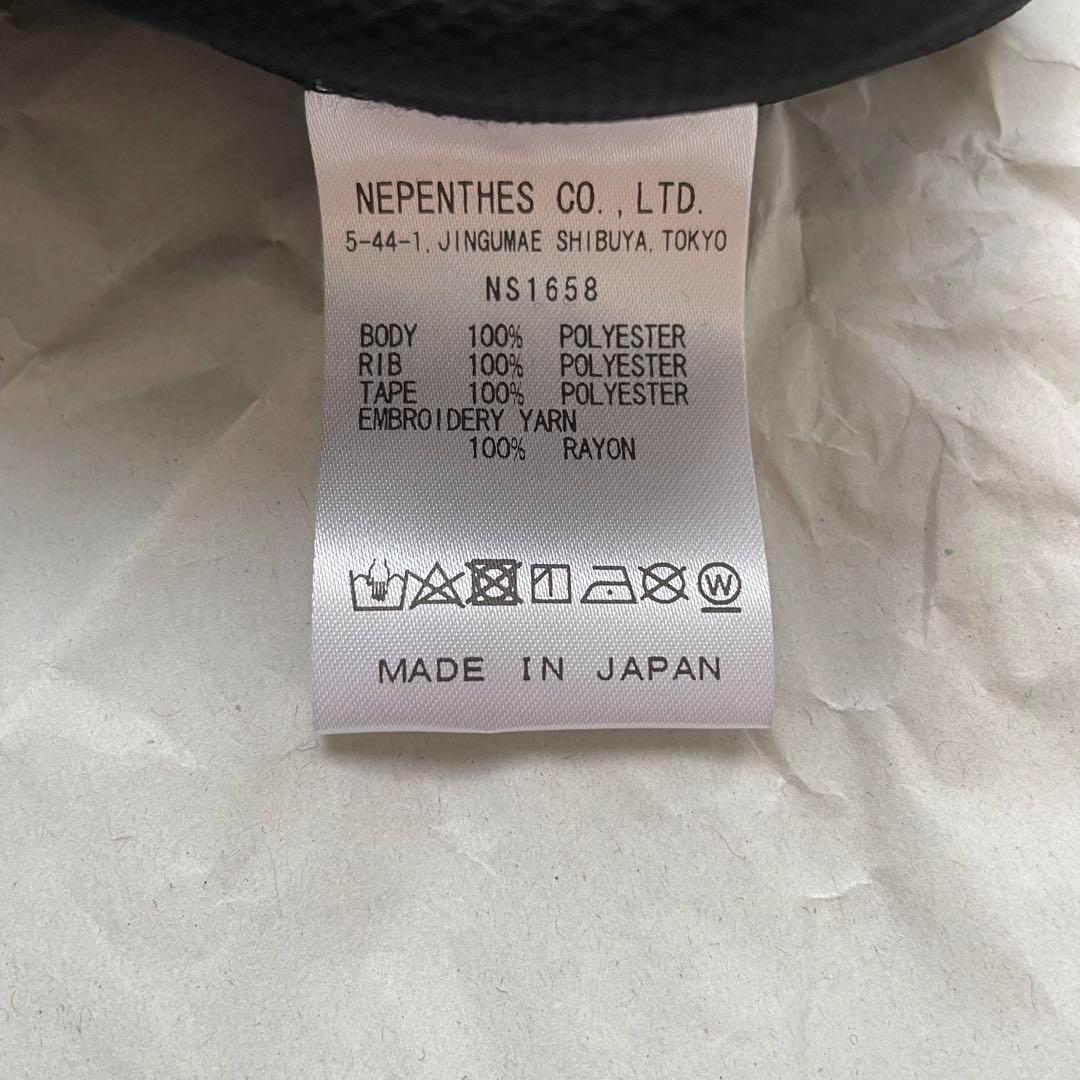 NEPENTHES CO.,LTD.
5-44-1, JINGUMAE SHIBUYA, TOKYO
NS1658
BODY 100% POLYESTER
RIB 100% POLYESTER
TAPE 100% POLYESTER
EMBROIDERY YARN
100% RAYON
W
MADE IN JAPAN